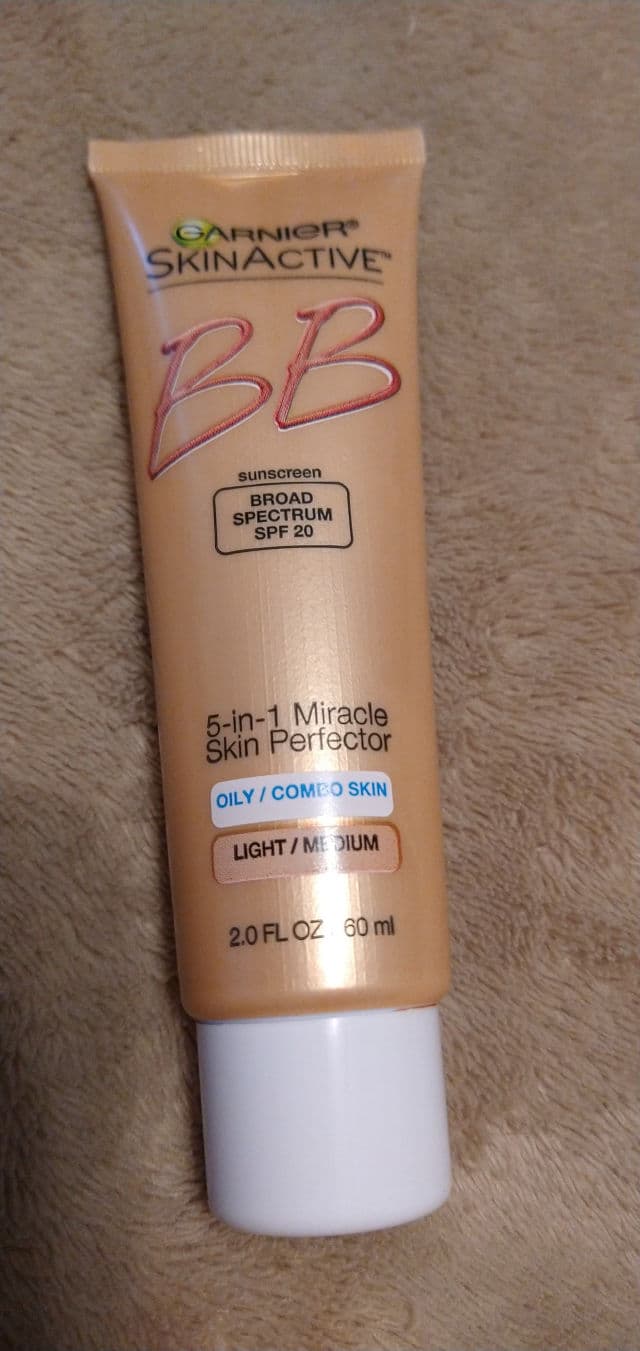 GARNIER®
SKINACTIVE™
BB
sunscreen
BROAD
SPECTRUM
SPF 20
5-in-1 Miracle
Skin Perfector
OILY / COMBO SKIN
LIGHT / MEDIUM
2.0 FL OZ 60 ml